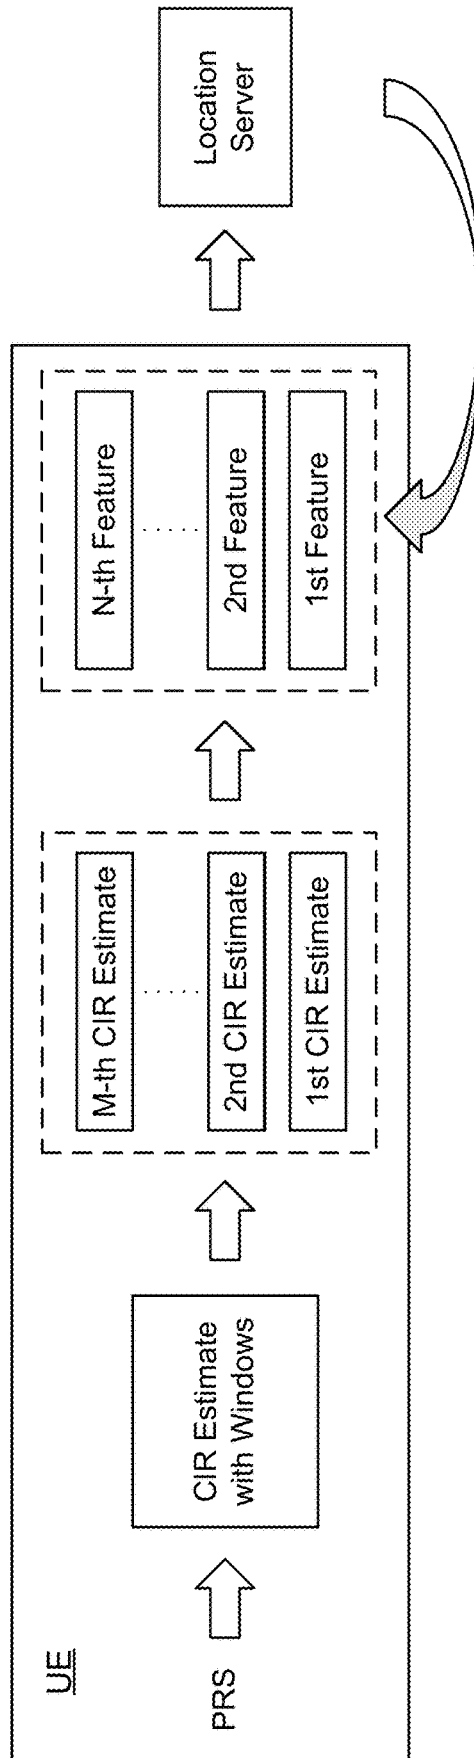 UE
PRS
CIR Estimate
with Windows
M-th CIR Estimate
2nd CIR Estimate
1st CIR Estimate
N-th Feature
2nd Feature
1st Feature
Location
Server